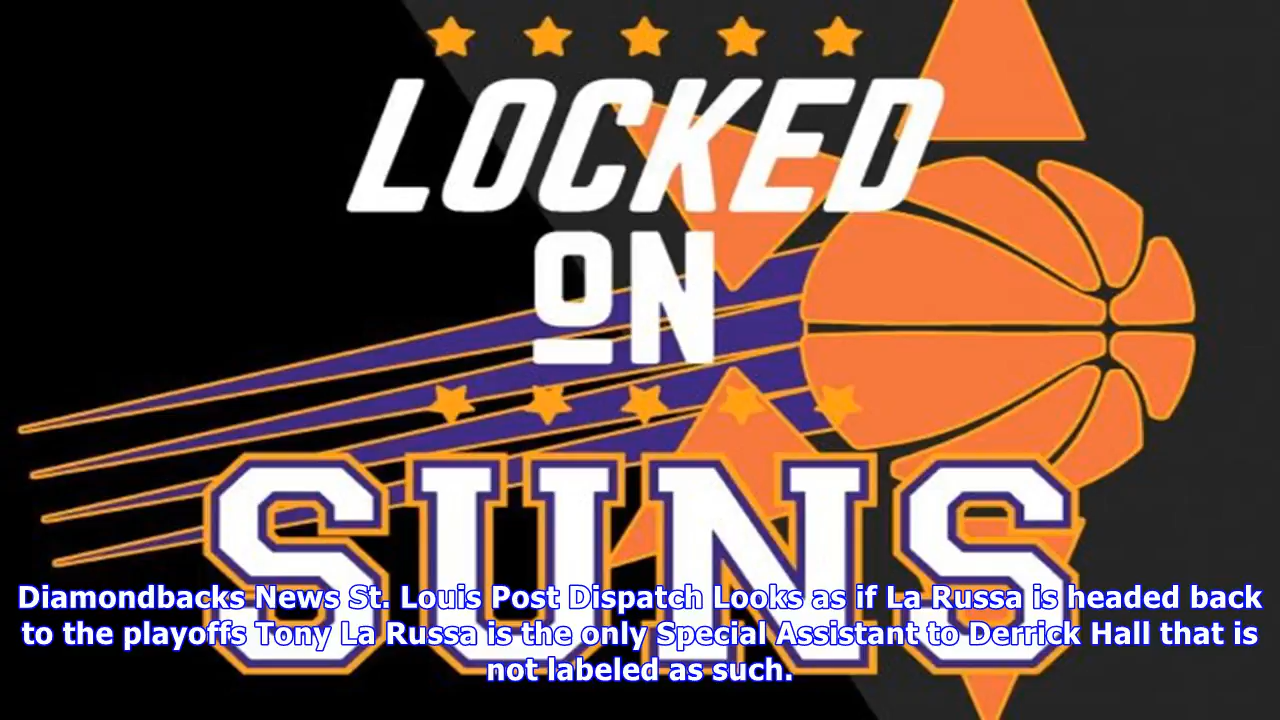 LOCKED
ON
SUNS
Diamondbacks News St. Louis Post Dispatch Looks as if La Russa is headed back
to the playoffs Tony La Russa is the only Special Assistant to Derrick Hall that is
not labeled as such.